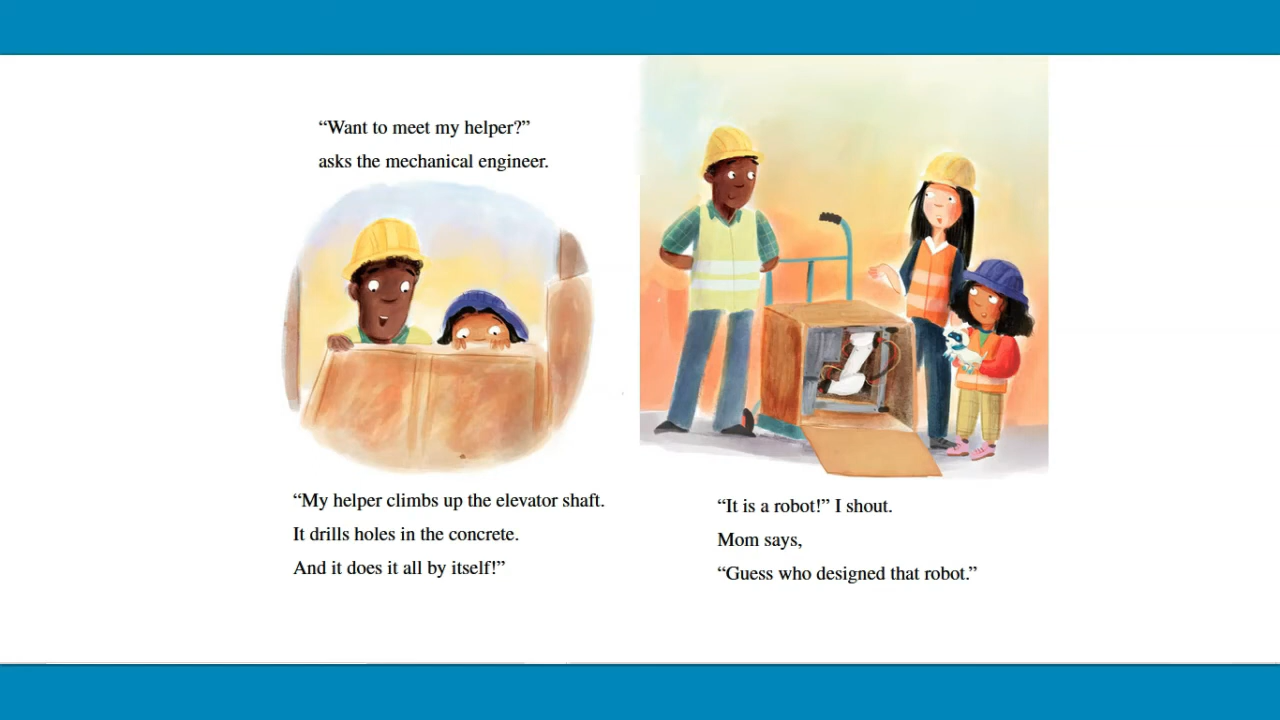 “Want to meet my helper?”
asks the mechanical engineer.
“My helper climbs up the elevator shaft.
It drills holes in the concrete.
And it does it all by itself!”
“It is a robot!” I shout.
Mom says,
“Guess who designed that robot.”